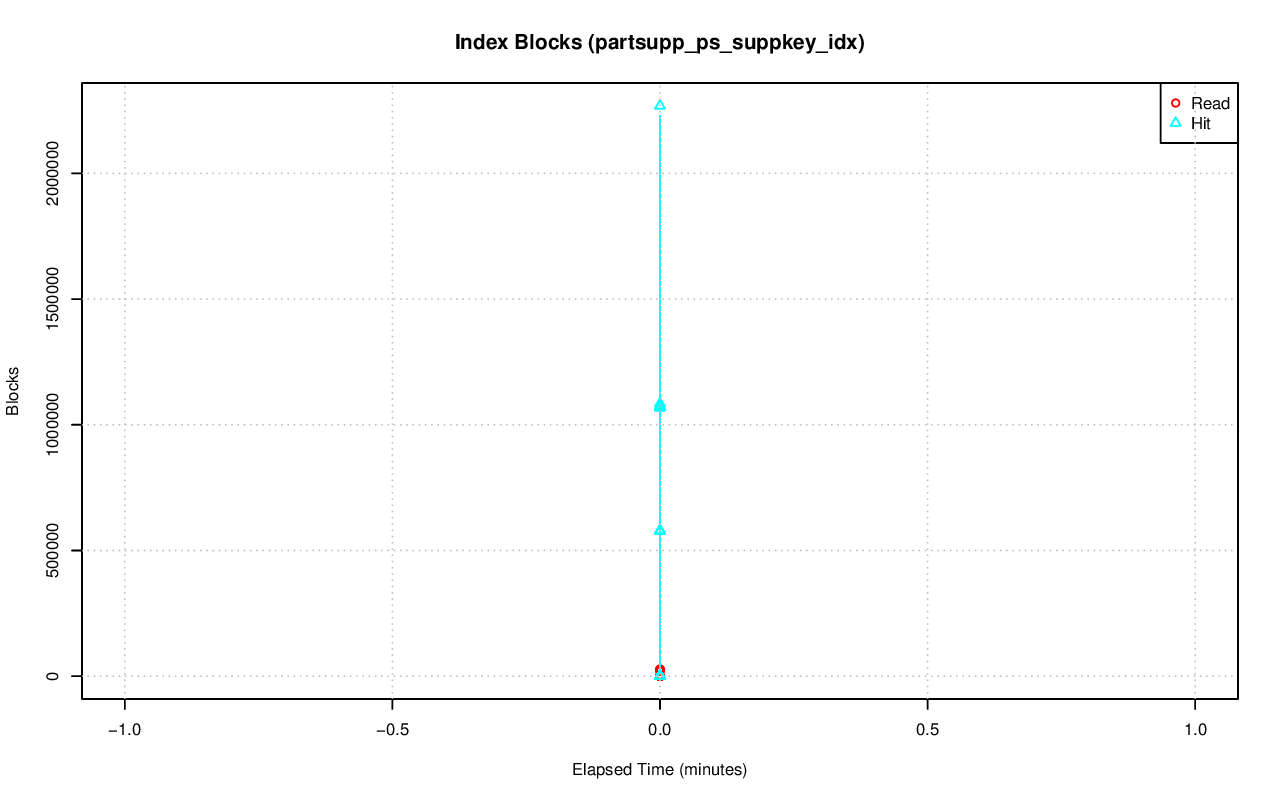 Index Blocks (partsupp_ps_suppkey_idx)
Read
Hit
Blocks
2000000
1500000
1000000
500000
0
−1.0
−0.5
0.0
0.5
1.0
Elapsed Time (minutes)